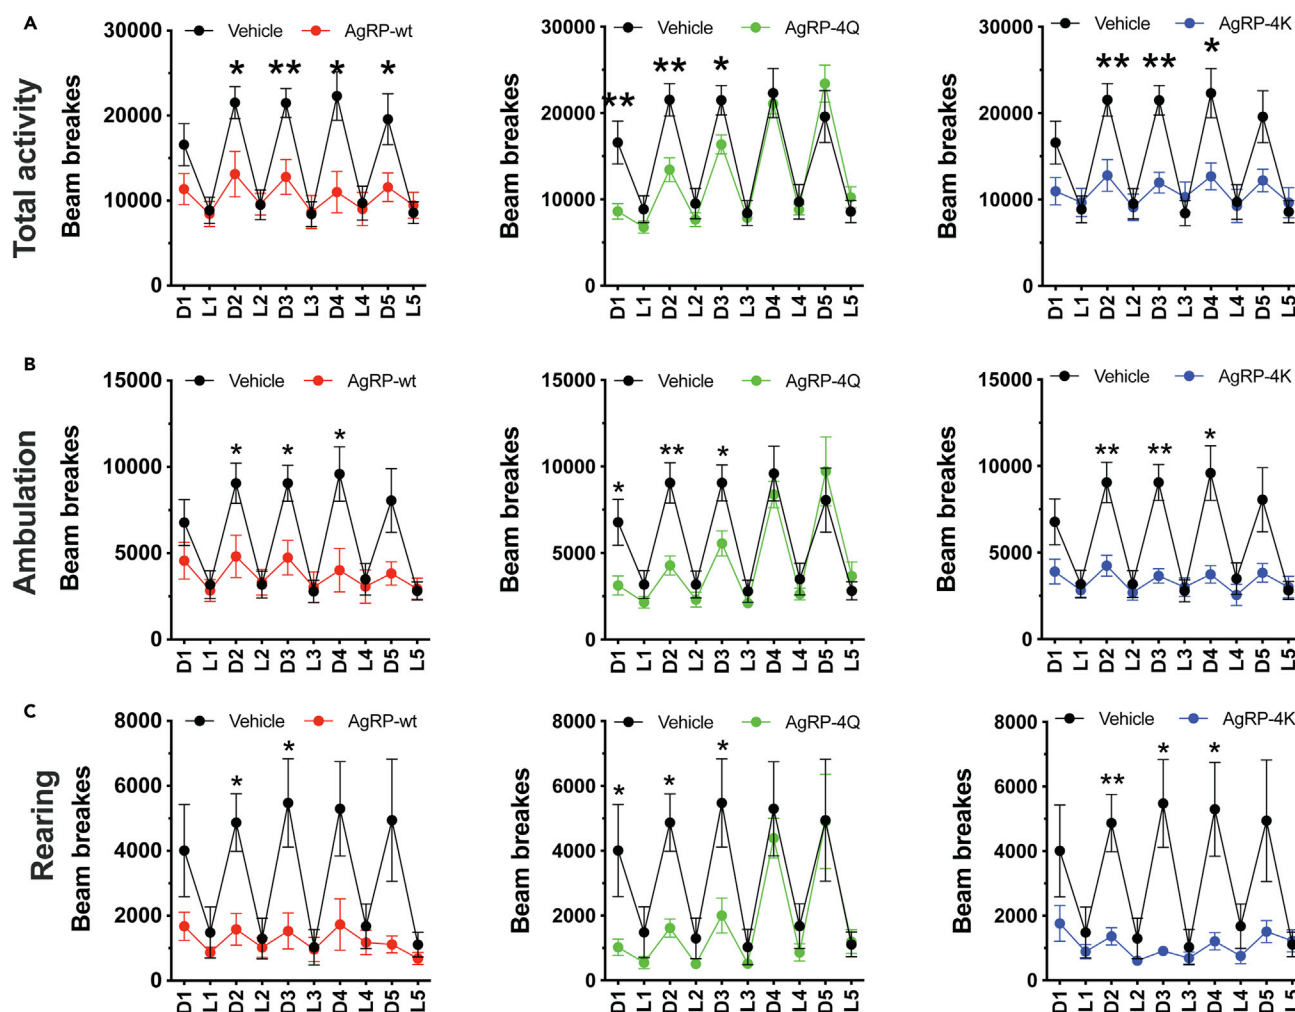 A
Total activity
Beam breakes
30000
20000
10000
0
Vehicle AgRP-wt
* ** * *
D1 L1 D2 L2 D3 L3 D4 L4 D5 L5
Beam breakes
30000
20000
10000
0
Vehicle AgRP-4Q
** ** *
D1 L1 D2 L2 D3 L3 D4 L4 D5 L5
Beam breakes
30000
20000
10000
0
Vehicle AgRP-4K
** ** *
D1 L1 D2 L2 D3 L3 D4 L4 D5 L5
B
Ambulation
Beam breakes
15000
10000
5000
0
Vehicle AgRP-wt
* * *
D1 L1 D2 L2 D3 L3 D4 L4 D5 L5
Beam breakes
15000
10000
5000
0
Vehicle AgRP-4Q
* ** *
D1 L1 D2 L2 D3 L3 D4 L4 D5 L5
Beam breakes
15000
10000
5000
0
Vehicle AgRP-4K
** ** *
D1 L1 D2 L2 D3 L3 D4 L4 D5 L5
C
Rearing
Beam breakes
8000
6000
4000
2000
0
Vehicle AgRP-wt
* *
D1 L1 D2 L2 D3 L3 D4 L4 D5 L5
Beam breakes
8000
6000
4000
2000
0
Vehicle AgRP-4Q
* * *
D1 L1 D2 L2 D3 L3 D4 L4 D5 L5
Beam breakes
8000
6000
4000
2000
0
Vehicle AgRP-4K
** * *
D1 L1 D2 L2 D3 L3 D4 L4 D5 L5